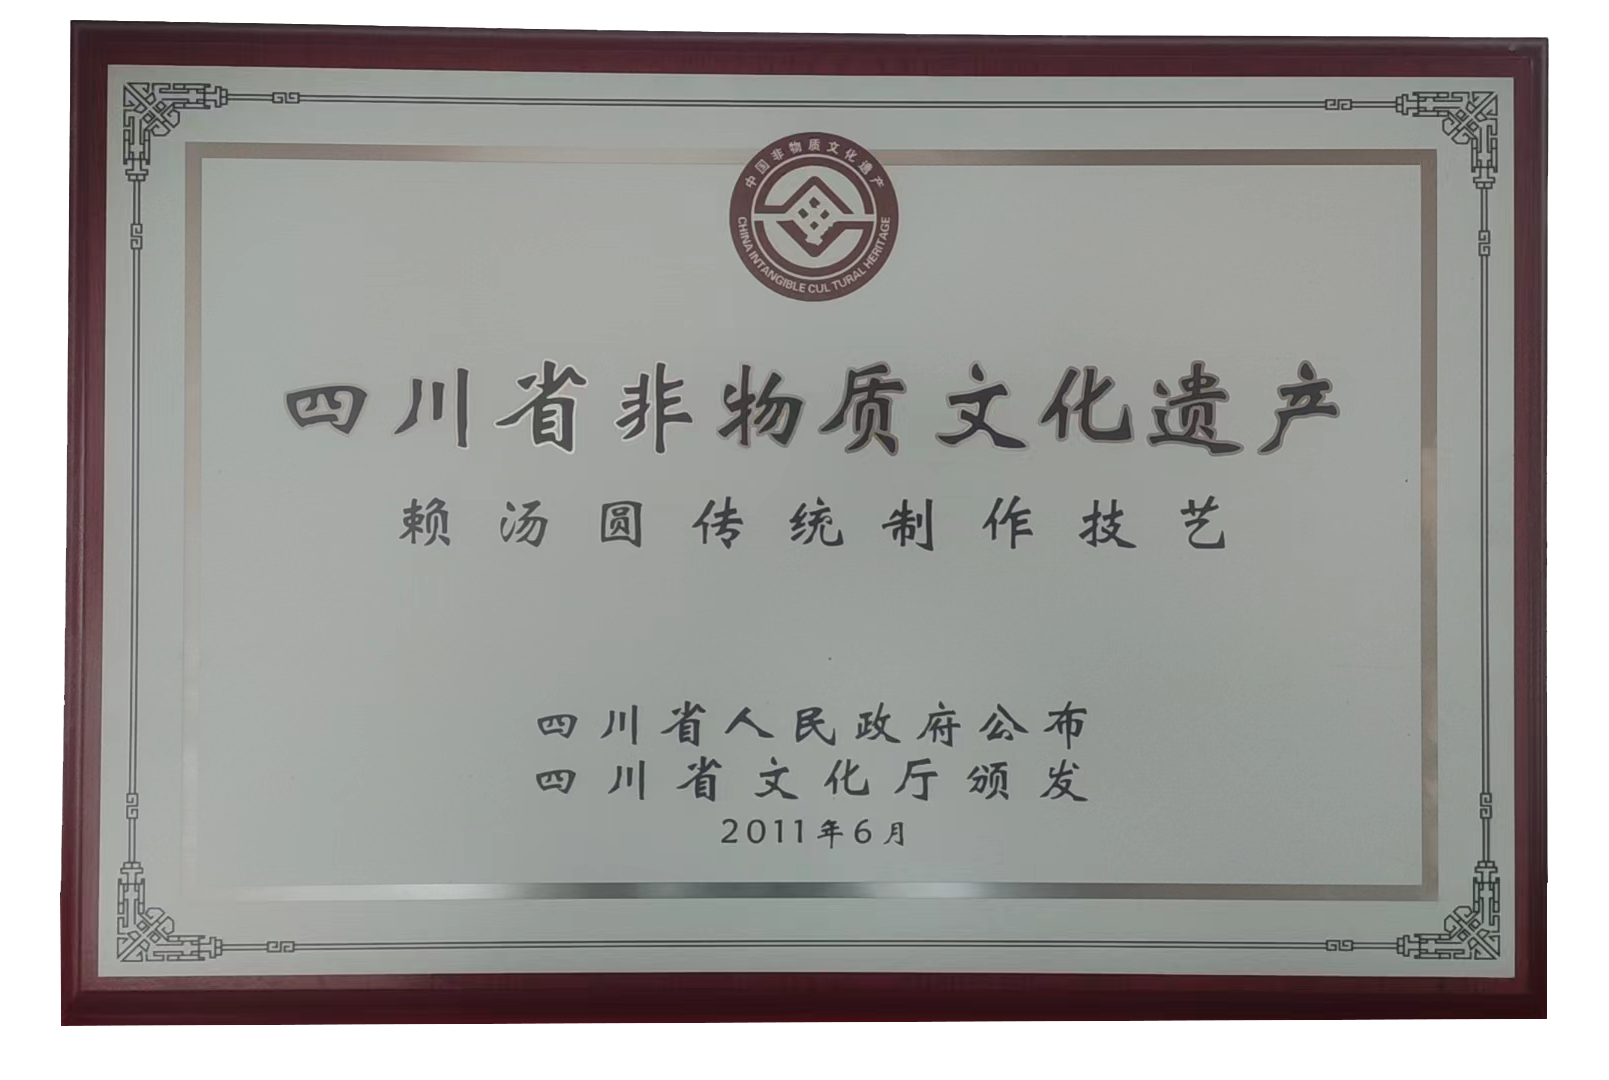 中国非物质文化遗产
CHINA INTANGIBLE CULTURAL HERITAGE
四川省非物质文化遗产
赖汤圆传统制作技艺
四川省人民政府公布
四川省文化厅颁发
2011年6月